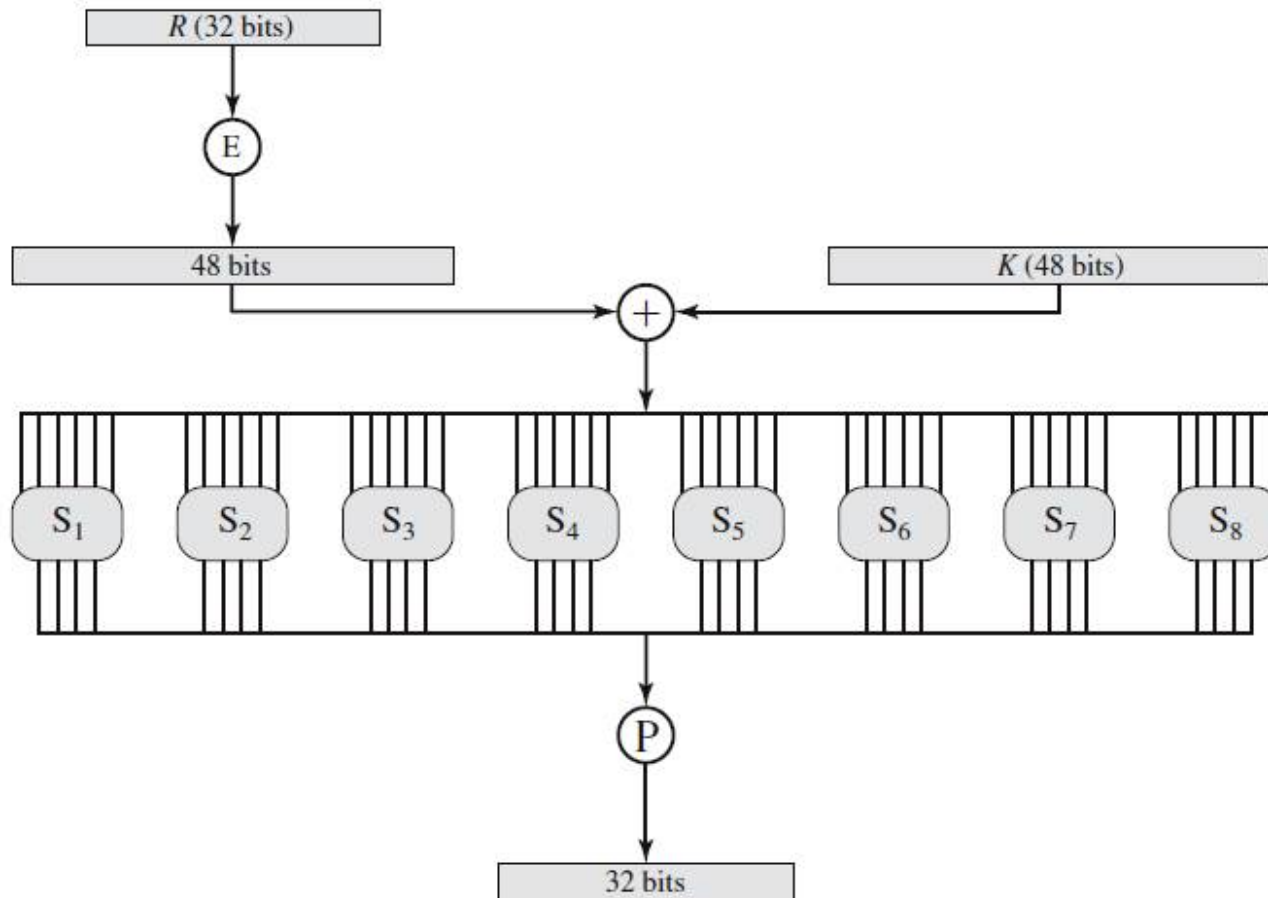 R (32 bits)
E
48 bits
K (48 bits)
+
S₁ S₂ S₃ S₄ S₅ S₆ S₇ S₈
P
32 bits